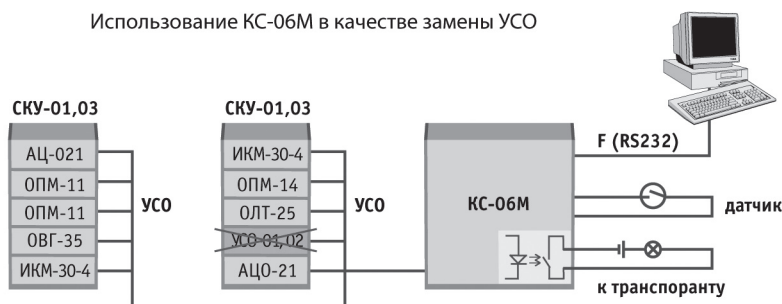 Использование КС-06М в качестве замены УСО
СКУ-01,03
АЦ-021
ОПМ-11
ОПМ-11
ОВГ-35
ИКМ-30-4
УСО
СКУ-01,03
ИКМ-30-4
ОПМ-14
ОЛТ-25
УСО-01,02
АЦО-21
УСО
КС-06М
F (RS232)
датчик
к транспоранту